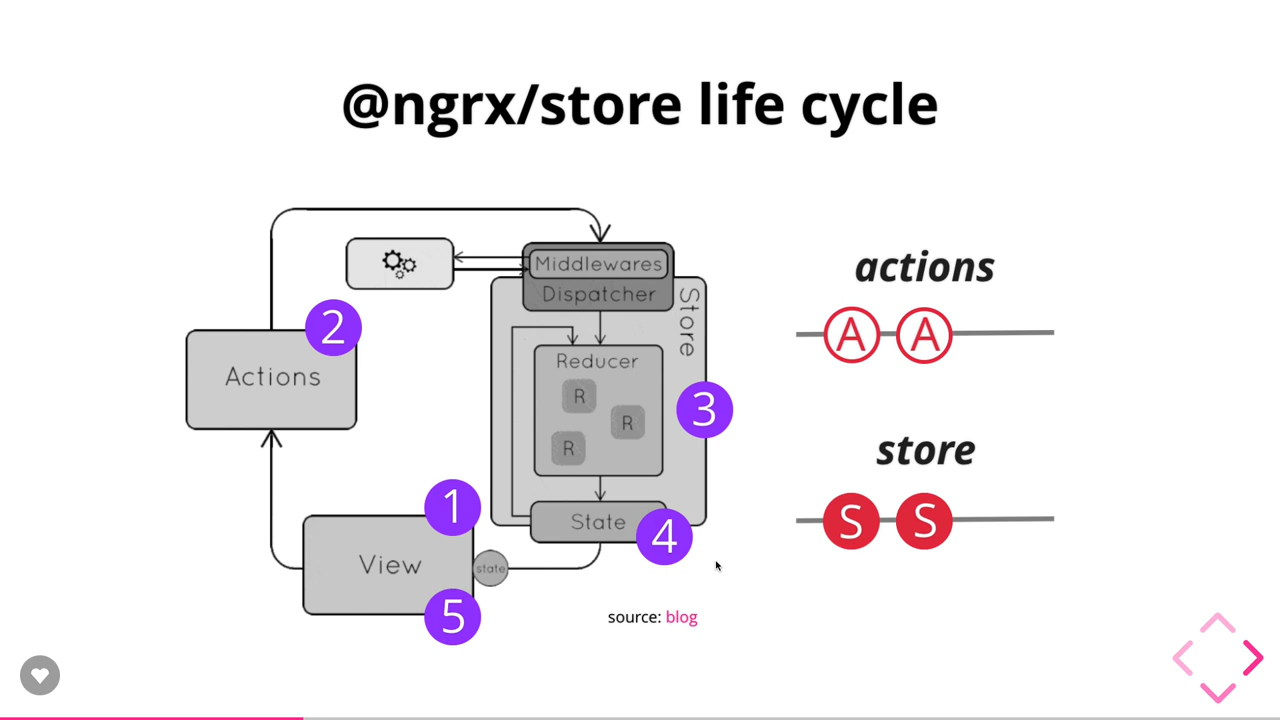 @ngrx/store life cycle
Middlewares
Dispatcher
Store
2
Actions
Reducer
R
R
R
3
1
State
4
View
state
5
source: blog
actions
A A
store
S S